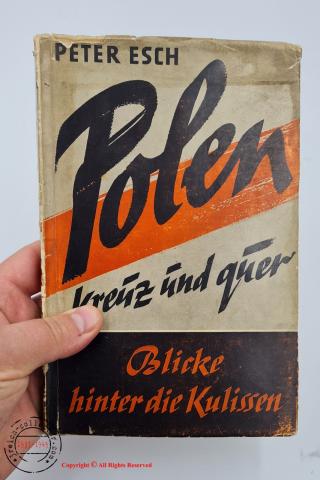 PETER ESCH
Polen
kreuz und quer
Blicke
hinter die Kulissen
Copyright © All Rights Reserved